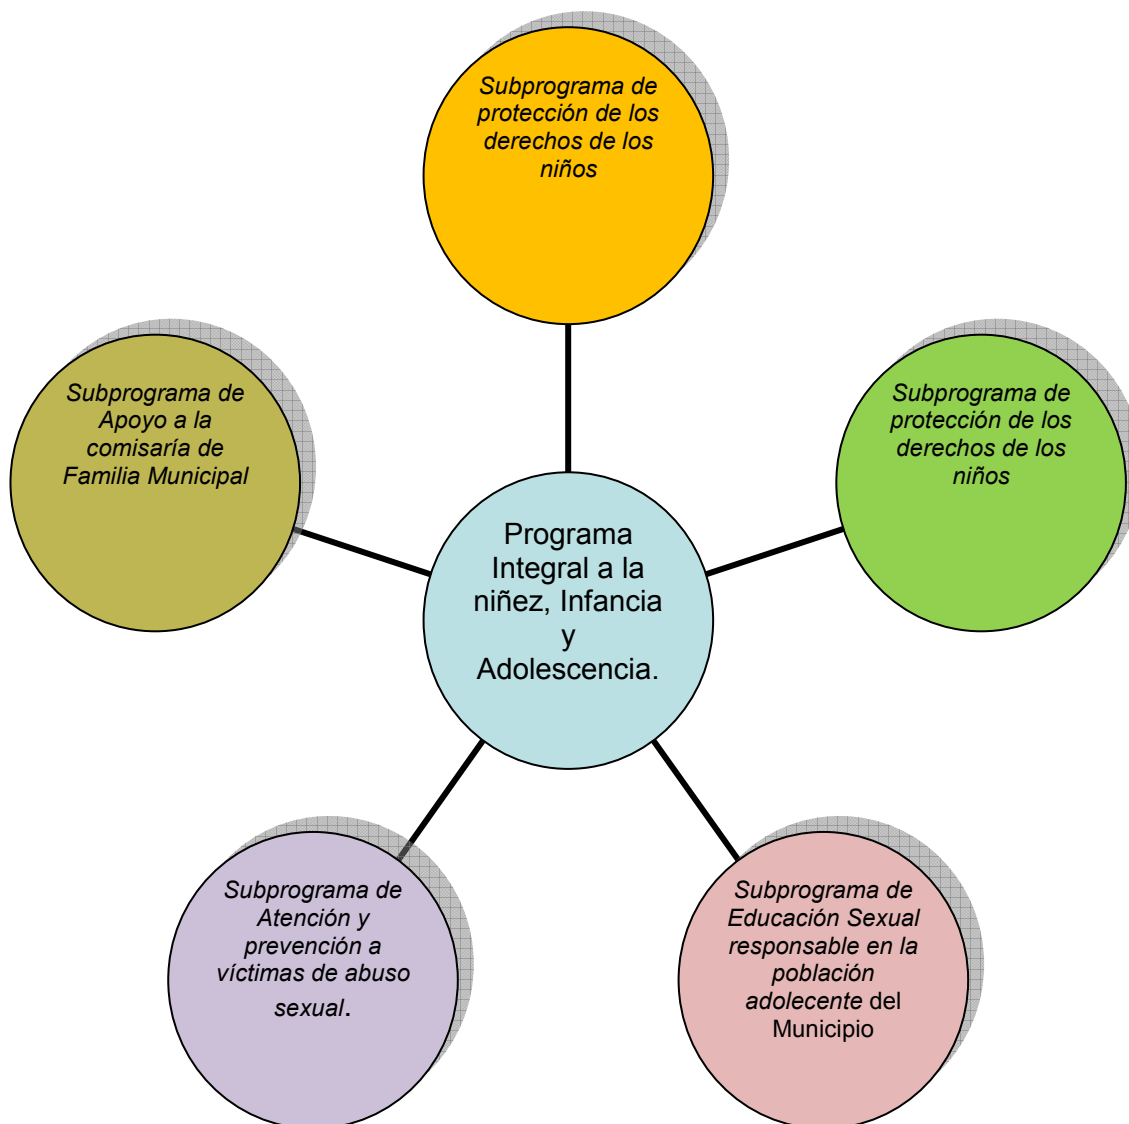 Subprograma de
protección de los
derechos de los
niños
Subprograma de
Apoyo a la
comisaría de
Familia Municipal
Subprograma de
protección de los
derechos de los
niños
Programa
Integral a la
niñez, Infancia
y
Adolescencia.
Subprograma de
Atención y
prevención a
víctimas de abuso
sexual.
Subprograma de
Educación Sexual
responsable en la
población
adolecente del
Municipio